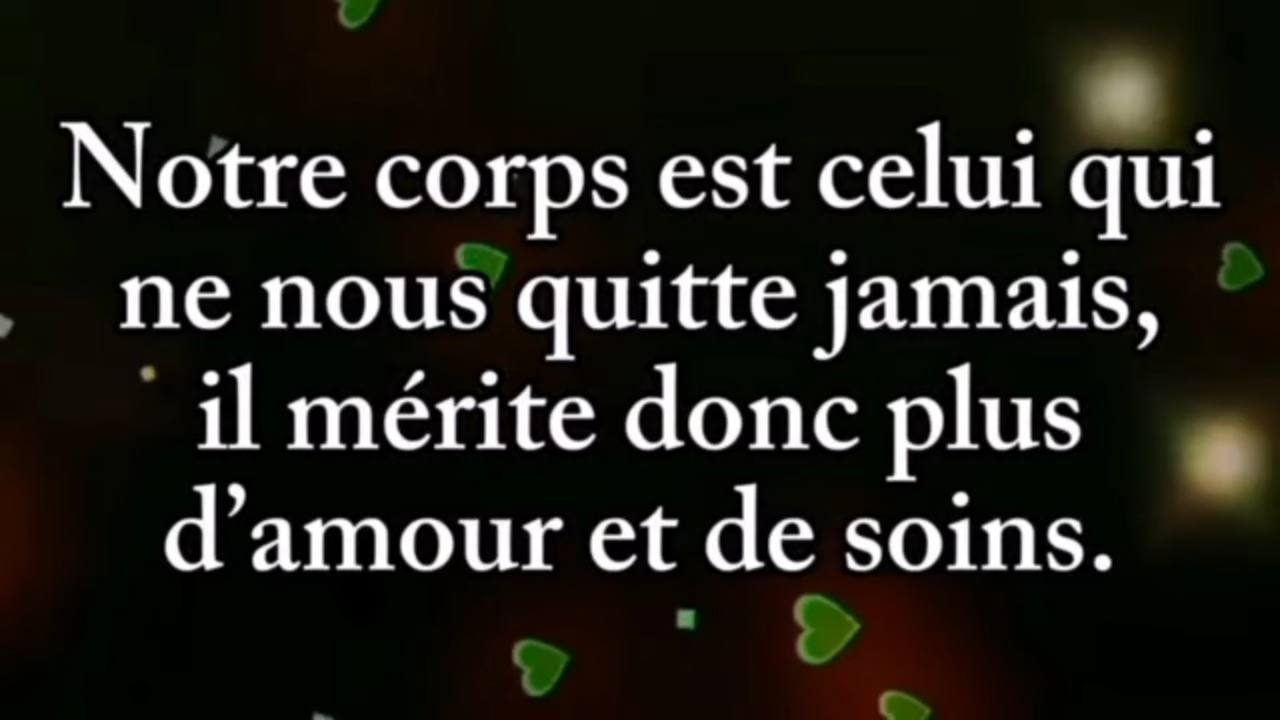 Notre corps est celui qui
ne nous quitte jamais,
il mérite donc plus
d’amour et de soins.